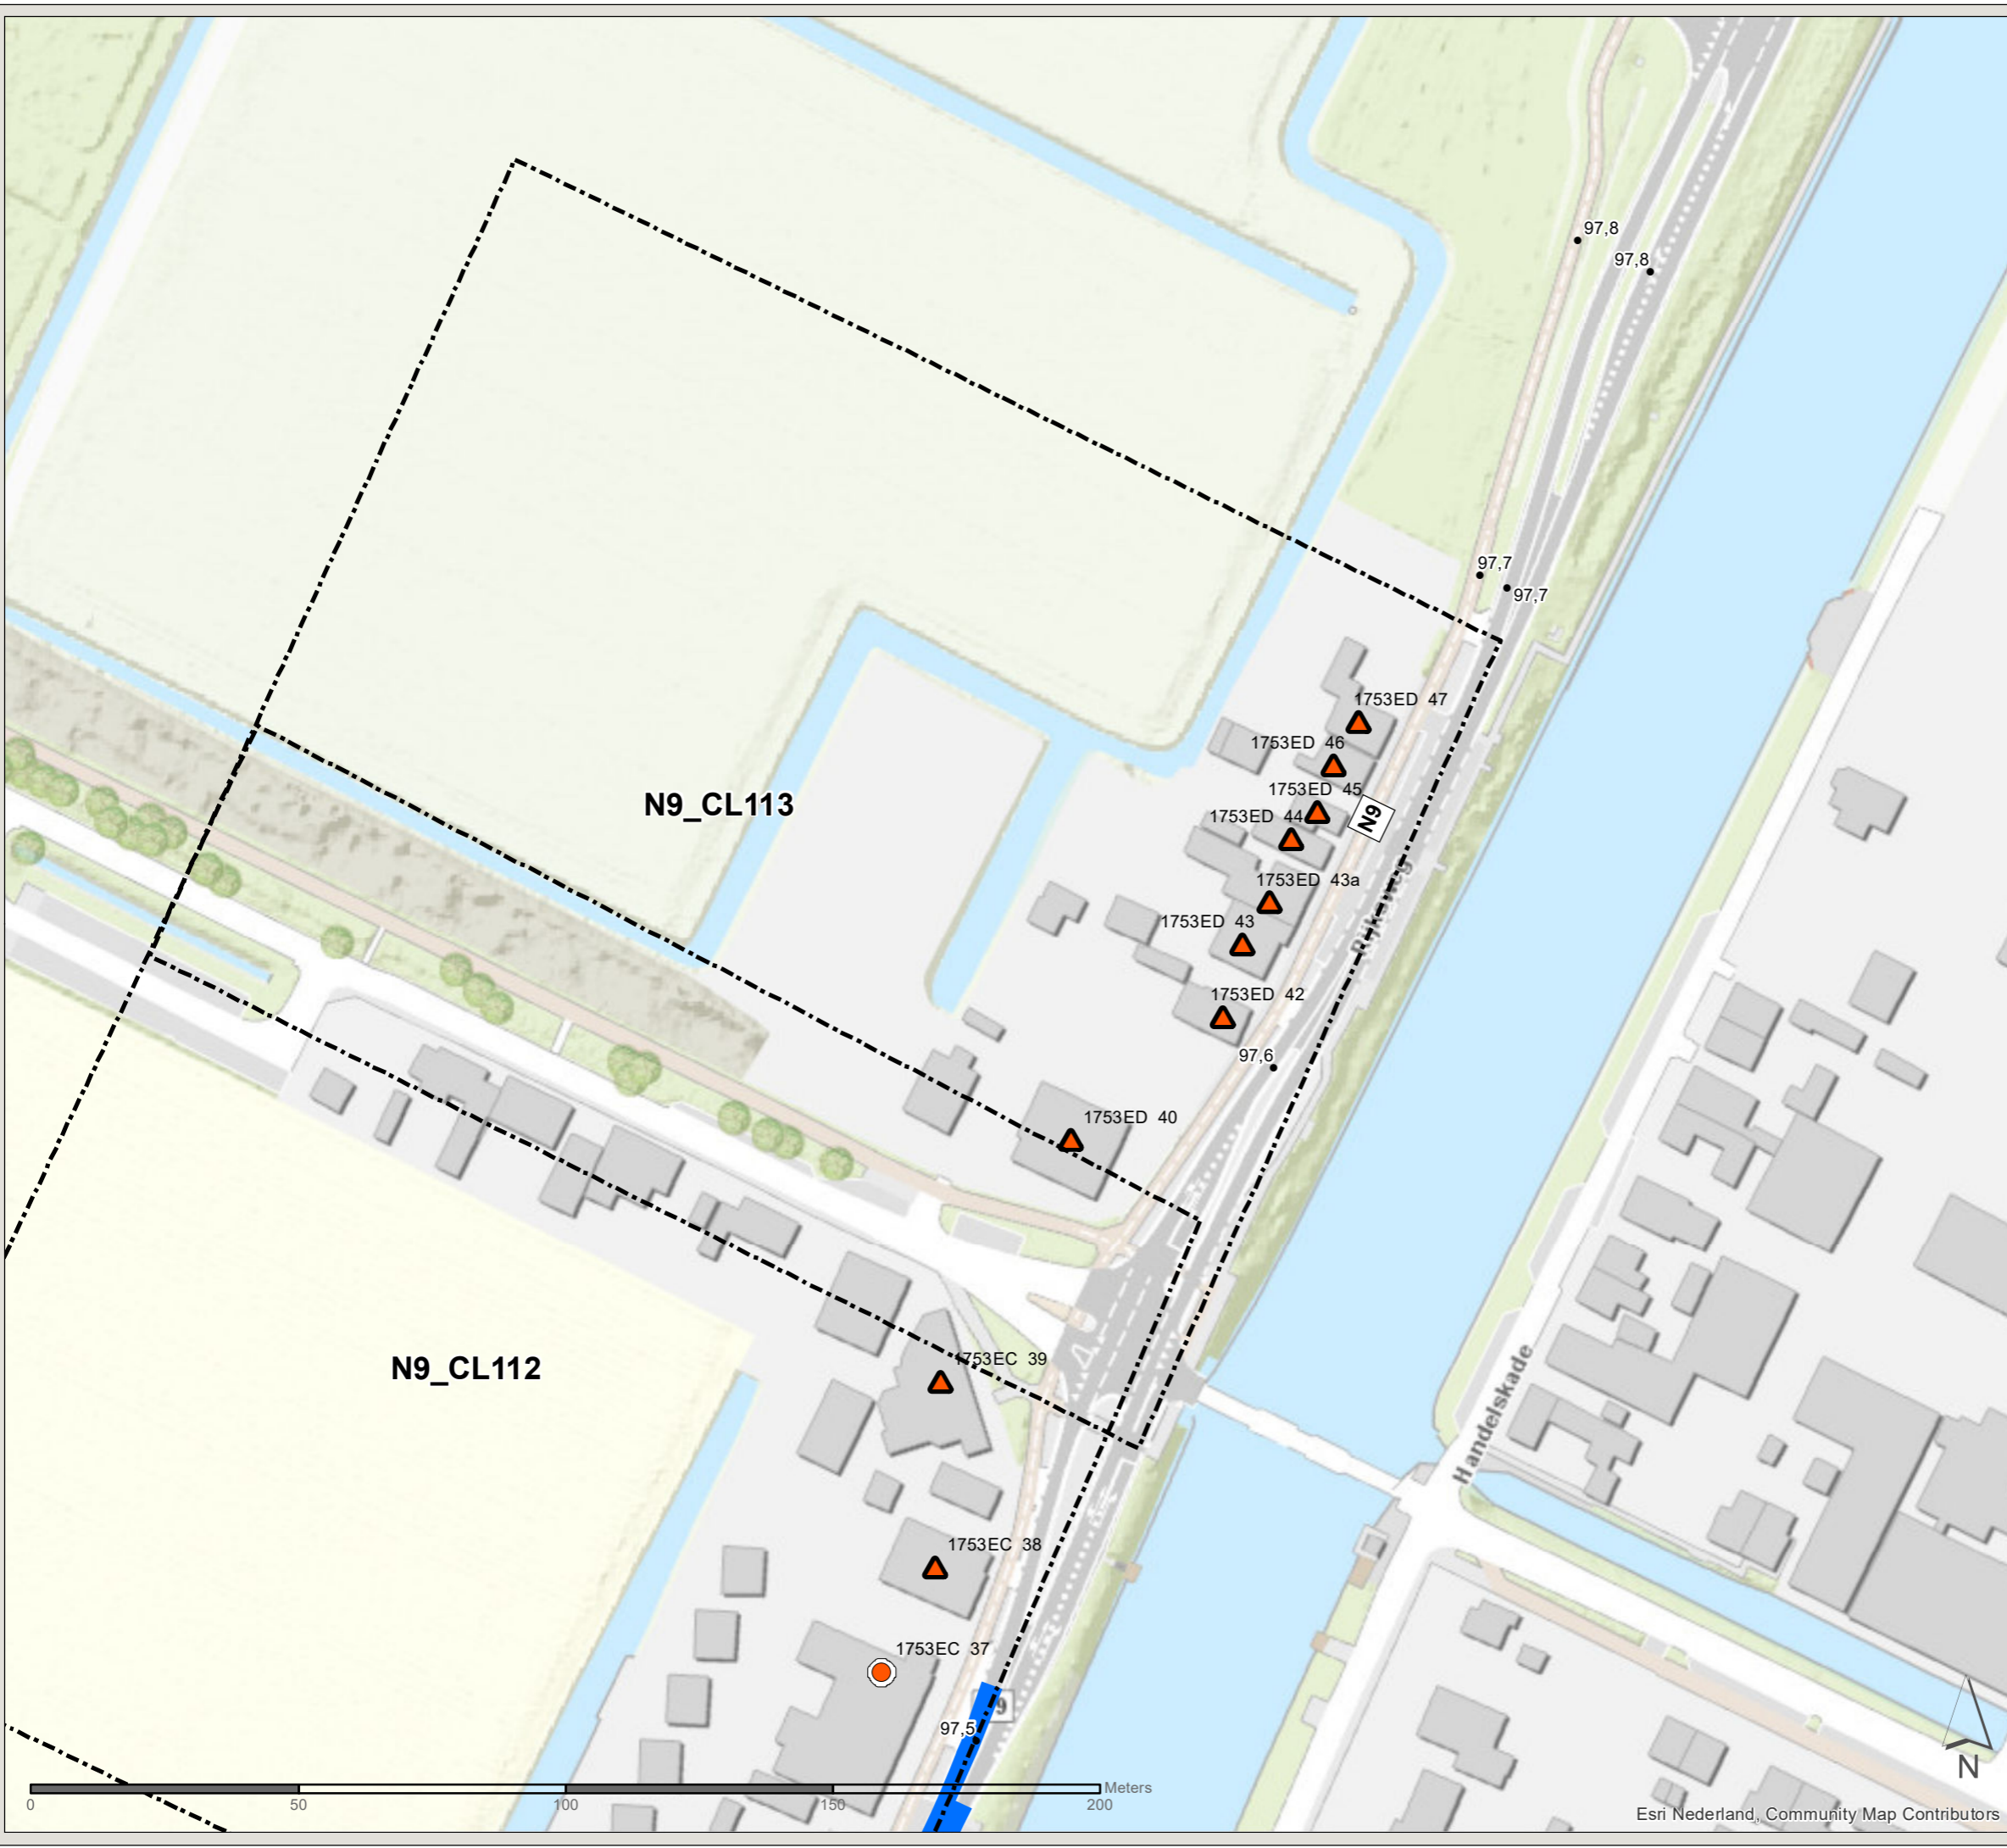 97,8
97,8
97,7
97,7
1753ED 47
1753ED 46
1753ED 45
N9_CL113
1753ED 44
N9
1753ED 43a
Rijksweg
1753ED 43
1753ED 42
97,6
1753ED 40
1753EC 39
N9_CL112
Handelskade
1753EC 38
1753EC 37
9
97,5
N
Meters
0
50
100
150
200
Esri Nederland, Community Map Contributors